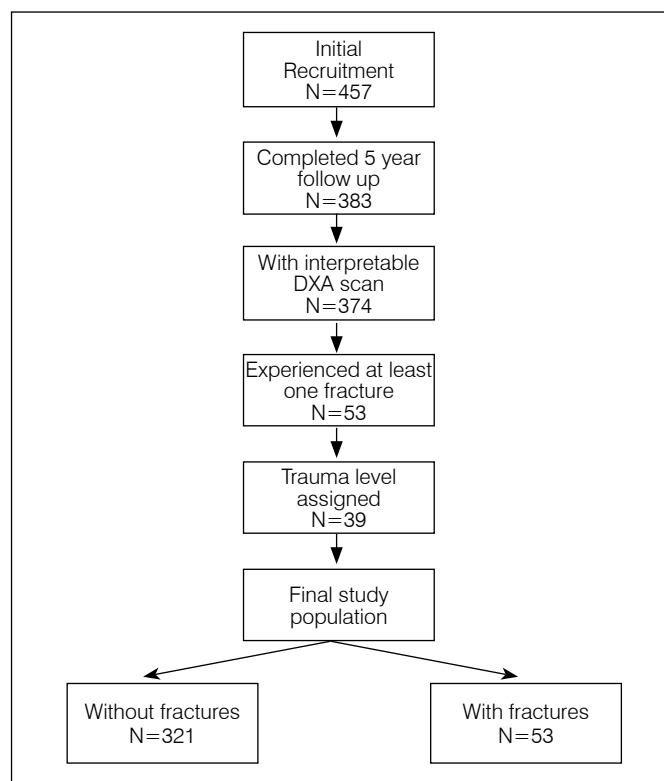 Initial
Recruitment
N=457
Completed 5 year
follow up
N=383
With interpretable
DXA scan
N=374
Experienced at least
one fracture
N=53
Trauma level
assigned
N=39
Final study
population
Without fractures
N=321
With fractures
N=53